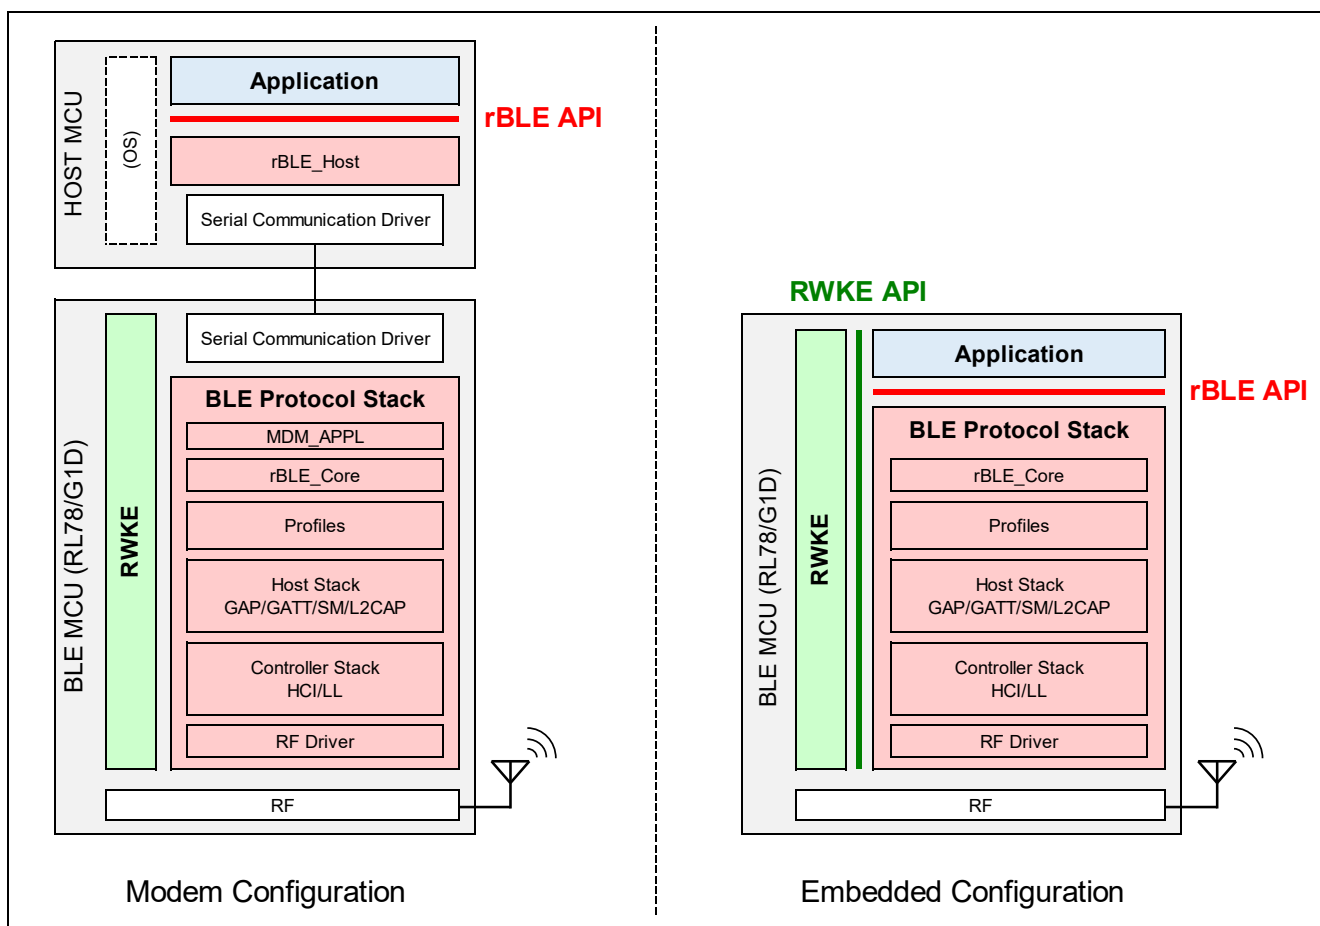 HOST MCU
(OS)
Application
rBLE API
rBLE_Host
Serial Communication Driver
BLE MCU (RL78/G1D)
RWKE
Serial Communication Driver
BLE Protocol Stack
MDM_APPL
rBLE_Core
Profiles
Host Stack
GAP/GATT/SM/L2CAP
Controller Stack
HCI/LL
RF Driver
RF
Modem Configuration
RWKE API
BLE MCU (RL78/G1D)
RWKE
Application
rBLE API
BLE Protocol Stack
rBLE_Core
Profiles
Host Stack
GAP/GATT/SM/L2CAP
Controller Stack
HCI/LL
RF Driver
RF
Embedded Configuration